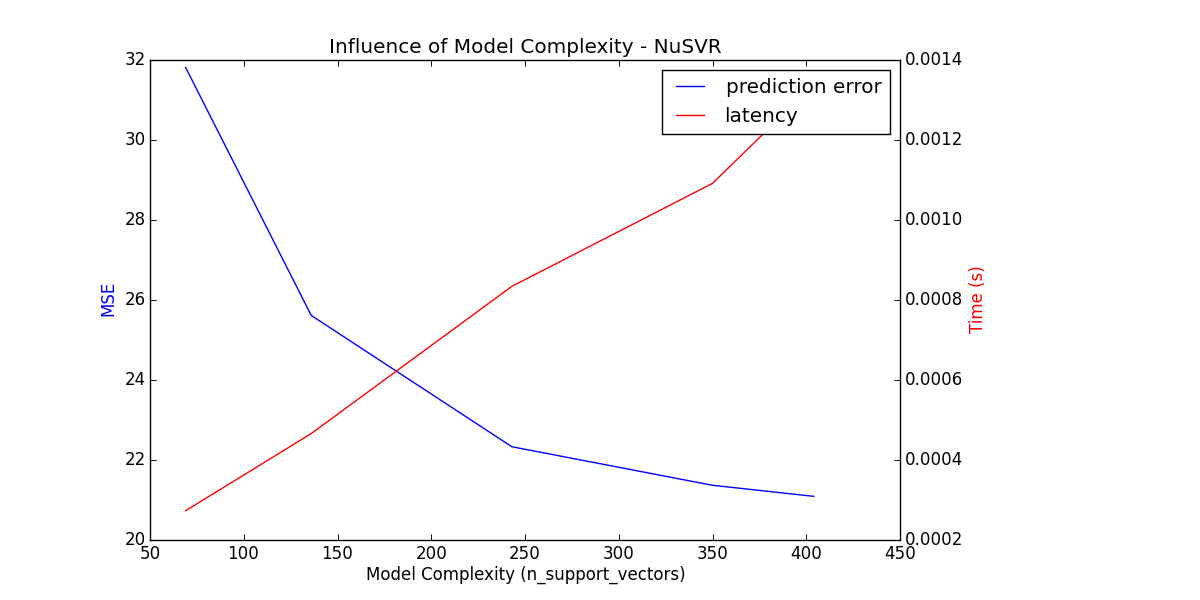 Influence of Model Complexity - NuSVR
prediction error
latency
MSE
32
30
28
26
24
22
20
0.0014
0.0012
0.0010
0.0008
0.0006
0.0004
0.0002
Time (s)
50 100 150 200 250 300 350 400 450
Model Complexity (n_support_vectors)